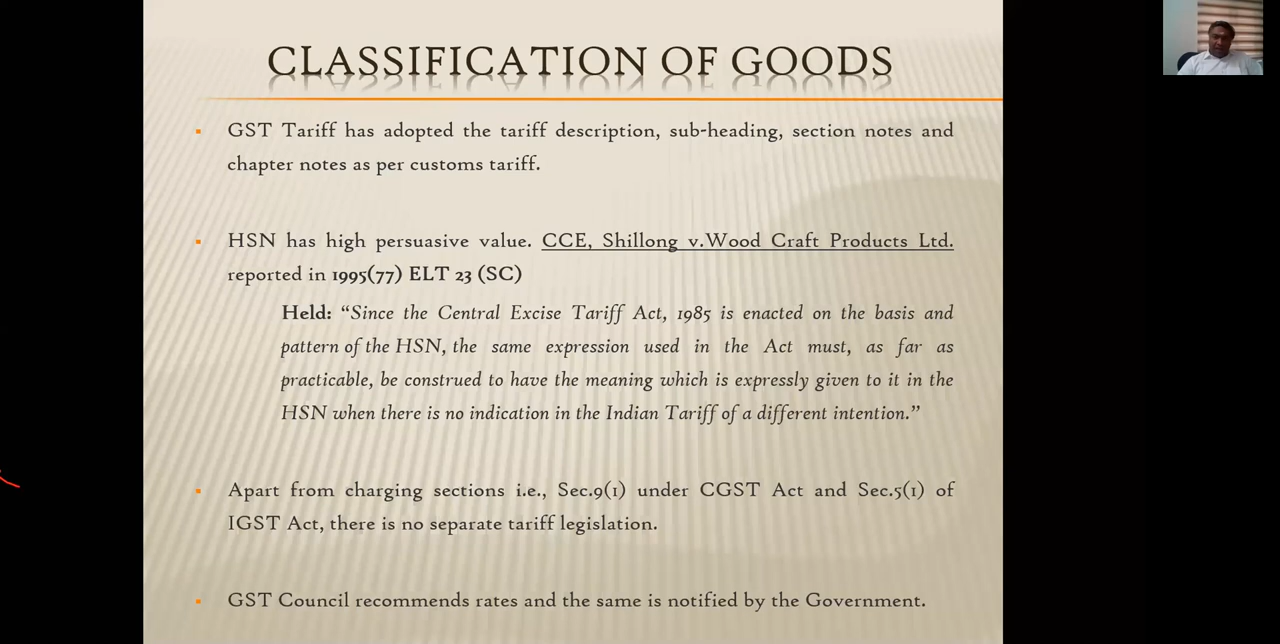 CLASSIFICATION OF GOODS
▪ GST Tariff has adopted the tariff description, sub-heading, section notes and
chapter notes as per customs tariff.
▪ HSN has high persuasive value. CCE, Shillong v.Wood Craft Products Ltd.
reported in 1995(77) ELT 23 (SC)
Held: “Since the Central Excise Tariff Act, 1985 is enacted on the basis and
pattern of the HSN, the same expression used in the Act must, as far as
practicable, be construed to have the meaning which is expressly given to it in the
HSN when there is no indication in the Indian Tariff of a different intention.”
▪ Apart from charging sections i.e., Sec.9(1) under CGST Act and Sec.5(1) of
IGST Act, there is no separate tariff legislation.
▪ GST Council recommends rates and the same is notified by the Government.